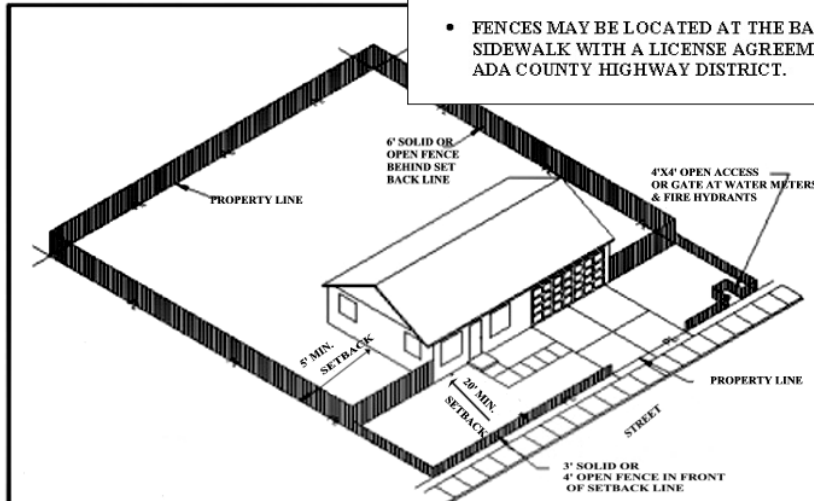 • FENCES MAY BE LOCATED AT THE BA
SIDEWALK WITH A LICENSE AGREEM
ADA COUNTY HIGHWAY DISTRICT.
6' SOLID OR
OPEN FENCE
BEHIND SET
BACK LINE
4'X4' OPEN ACCESS
OR GATE AT WATER METERS
& FIRE HYDRANTS
PROPERTY LINE
5' MIN.
SETBACK
20' MIN.
SETBACK
PROPERTY LINE
STREET
3' SOLID OR
4' OPEN FENCE IN FRONT
OF SETBACK LINE